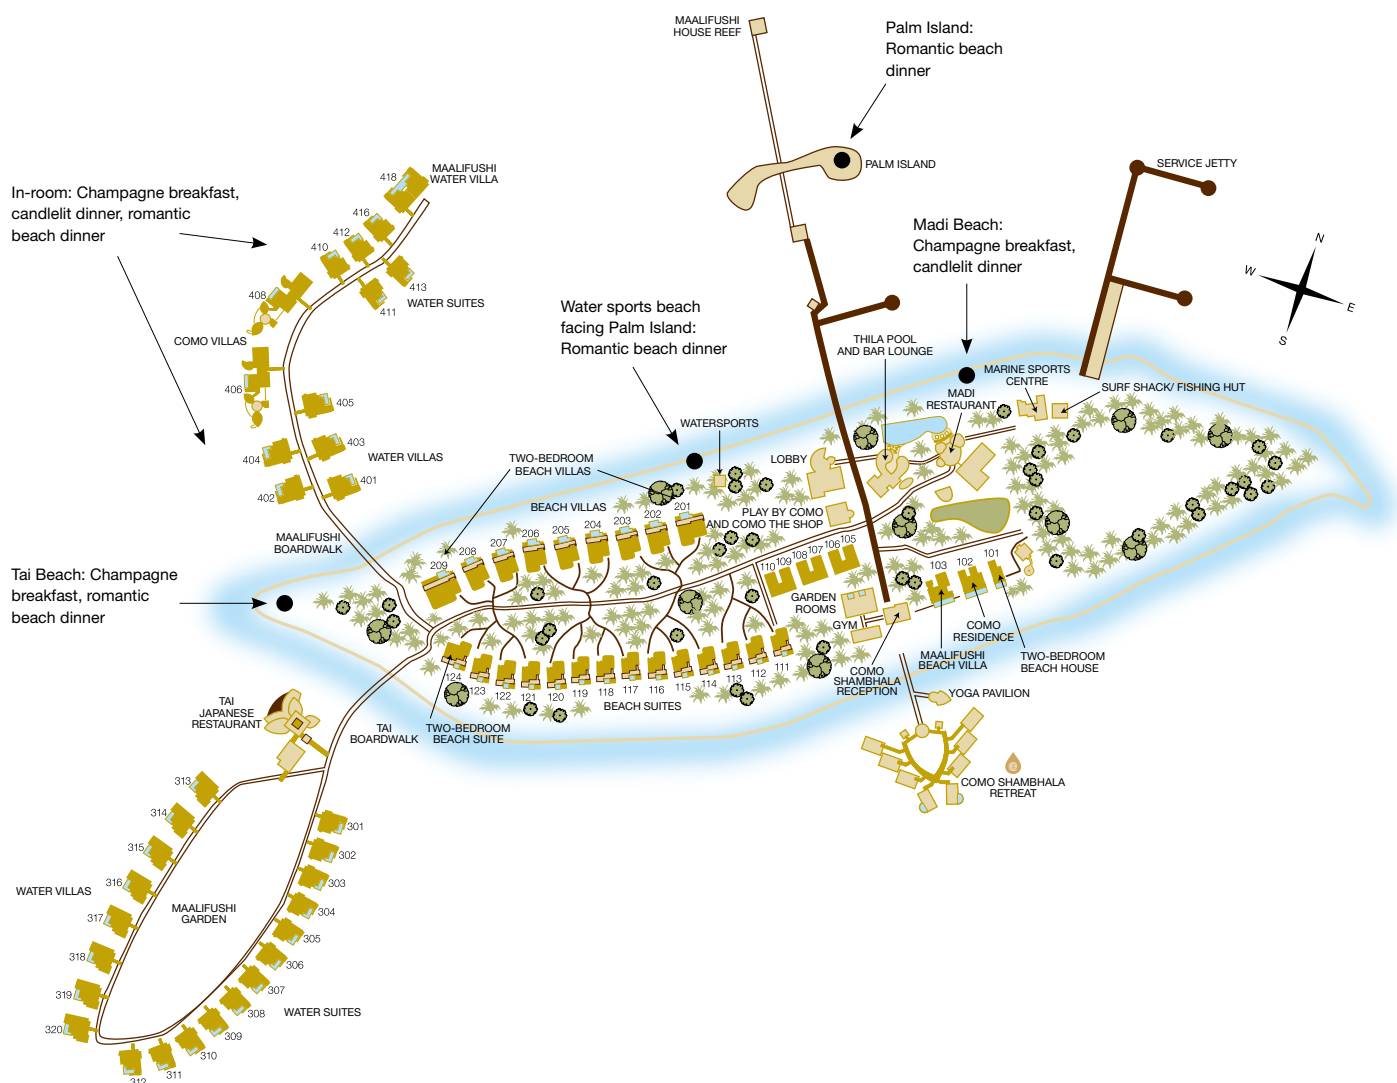 MAALIFUSHI
HOUSE REEF
Palm Island:
Romantic beach
dinner
PALM ISLAND
SERVICE JETTY
MAALIFUSHI
WATER VILLA
418
416
412
410
413
411
408
WATER SUITES
In-room: Champagne breakfast,
candlelit dinner, romantic
beach dinner
COMO VILLAS
406
405
403
404
WATER VILLAS
401
402
Madi Beach:
Champagne breakfast,
candlelit dinner
N
W
E
S
Water sports beach
facing Palm Island:
Romantic beach dinner
THILA POOL
AND BAR LOUNGE
MARINE SPORTS
CENTRE
MADI
RESTAURANT
SURF SHACK/ FISHING HUT
WATERSPORTS
LOBBY
TWO-BEDROOM
BEACH VILLAS
BEACH VILLAS
PLAY BY COMO
AND COMO THE SHOP
MAALIFUSHI
BOARDWALK
201
202
203
204
205
206
207
208
209
105
106
107
108
109
110
101
102
103
GARDEN
ROOMS
GYM
COMO
RESIDENCE
MAALIFUSHI
BEACH VILLA
TWO-BEDROOM
BEACH HOUSE
COMO
SHAMBHALA
RECEPTION
Tai Beach: Champagne
breakfast, romantic
beach dinner
111
112
113
114
115
116
117
118
119
120
121
122
123
124
BEACH SUITES
TAI
BOARDWALK
TWO-BEDROOM
BEACH SUITE
YOGA PAVILION
COMO SHAMBHALA
RETREAT
TAI
JAPANESE
RESTAURANT
313
314
315
316
317
318
319
320
WATER VILLAS
MAALIFUSHI
GARDEN
301
302
303
304
305
306
307
308
309
310
311
312
WATER SUITES